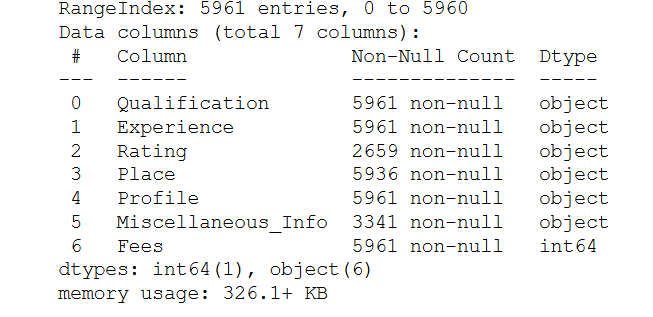 RangeIndex: 5961 entries, 0 to 5960
Data columns (total 7 columns):
 #   Column              Non-Null Count  Dtype
---  ------              --------------  -----
 0   Qualification       5961 non-null   object
 1   Experience          5961 non-null   object
 2   Rating              2659 non-null   object
 3   Place               5936 non-null   object
 4   Profile             5961 non-null   object
 5   Miscellaneous_Info  3341 non-null   object
 6   Fees                5961 non-null   int64
dtypes: int64(1), object(6)
memory usage: 326.1+ KB